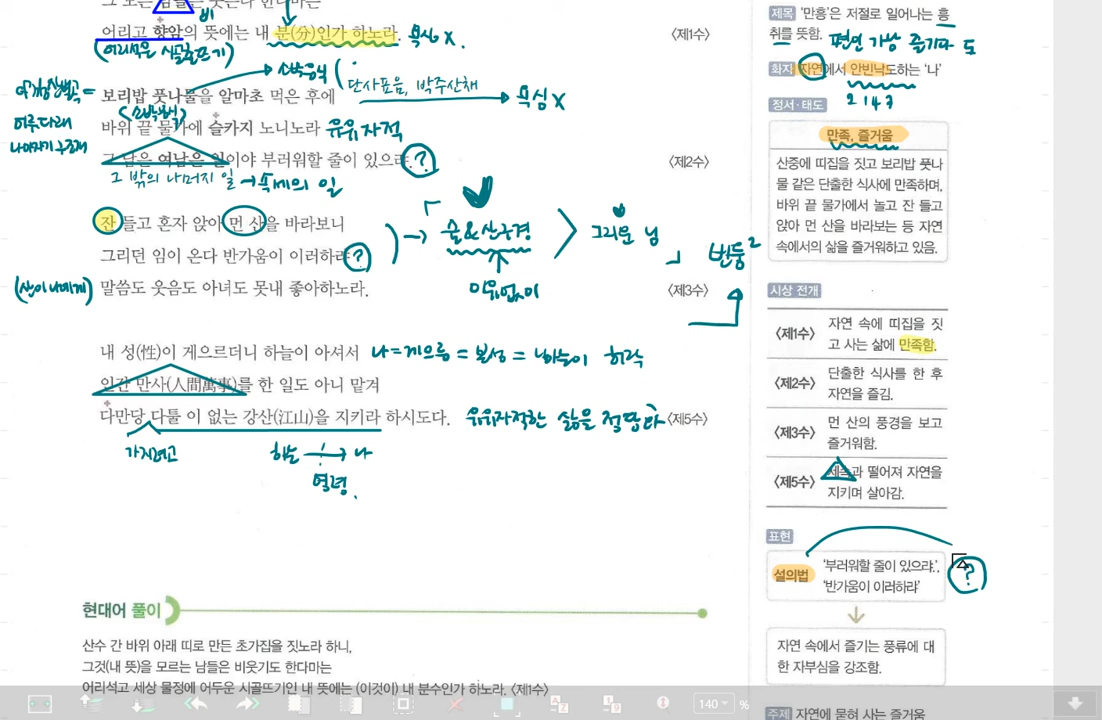 비
어리고 향암의 뜻에는 내 분(分)인가 하노라. 욕심 X. 〈제1수〉
(어리석은 시골뜨기)
소박음식 ( 단사표음, 박주산채 → 욕심 X
보리밥 풋나물을 알마초 먹은 후에
바위 끝 물가에 슬카지 노니노라 유유자적
그 남은 여남은 일이야 부러워할 줄이 있으랴. ? 〈제2수〉
그 밖의 나머지 일 → 속세의 일
잔 들고 혼자 앉아 먼 산을 바라보니
술&산구경 > 그리운 님
그리던 임이 온다 반가움이 이러하랴 ?
(산이 나에게) 말씀도 웃음도 아녀도 못내 좋아하노라. 〈제3수〉
내 성(性)이 게으르더니 하늘이 아셔서 나=게으름=본성=하늘이 허락
인간 만사(人間萬事)를 한 일도 아니 맡겨
다만당 다툴 이 없는 강산(江山)을 지키라 하시도다. 유유자적한 삶을 정당화 〈제5수〉
하늘 → 나
명령.
현대어 풀이
산수 간 바위 아래 띠로 만든 초가집을 짓노라 하니,
그것(내 뜻)을 모르는 남들은 비웃기도 한다마는
어리석고 세상 물정에 어두운 시골뜨기인 내 뜻에는 (이것이) 내 분수인가 하노라. 〈제1수〉
제목 '만흥'은 저절로 일어나는 흥
취를 뜻함.
화자 자연에서 안빈낙도하는 '나'
정서·태도
만족, 즐거움
산중에 띠집을 짓고 보리밥 풋나
물 같은 단출한 식사에 만족하며,
바위 끝 물가에서 놀고 잔 들고
앉아 먼 산을 바라보는 등 자연
속에서의 삶을 즐거워하고 있음.
시상 전개
〈제1수〉 자연 속에 띠집을 짓
고 사는 삶에 만족함.
〈제2수〉 단출한 식사를 한 후
자연을 즐김.
〈제3수〉 먼 산의 풍경을 보고
즐거워함.
〈제5수〉 세속과 떨어져 자연을
지키며 살아감.
표현
설의법 '부러워할 줄이 있으랴.',
'반가움이 이러하랴' ?
자연 속에서 즐기는 풍류에 대
한 자부심을 강조함.
주제 자연에 묻혀 사는 즐거움
140 %